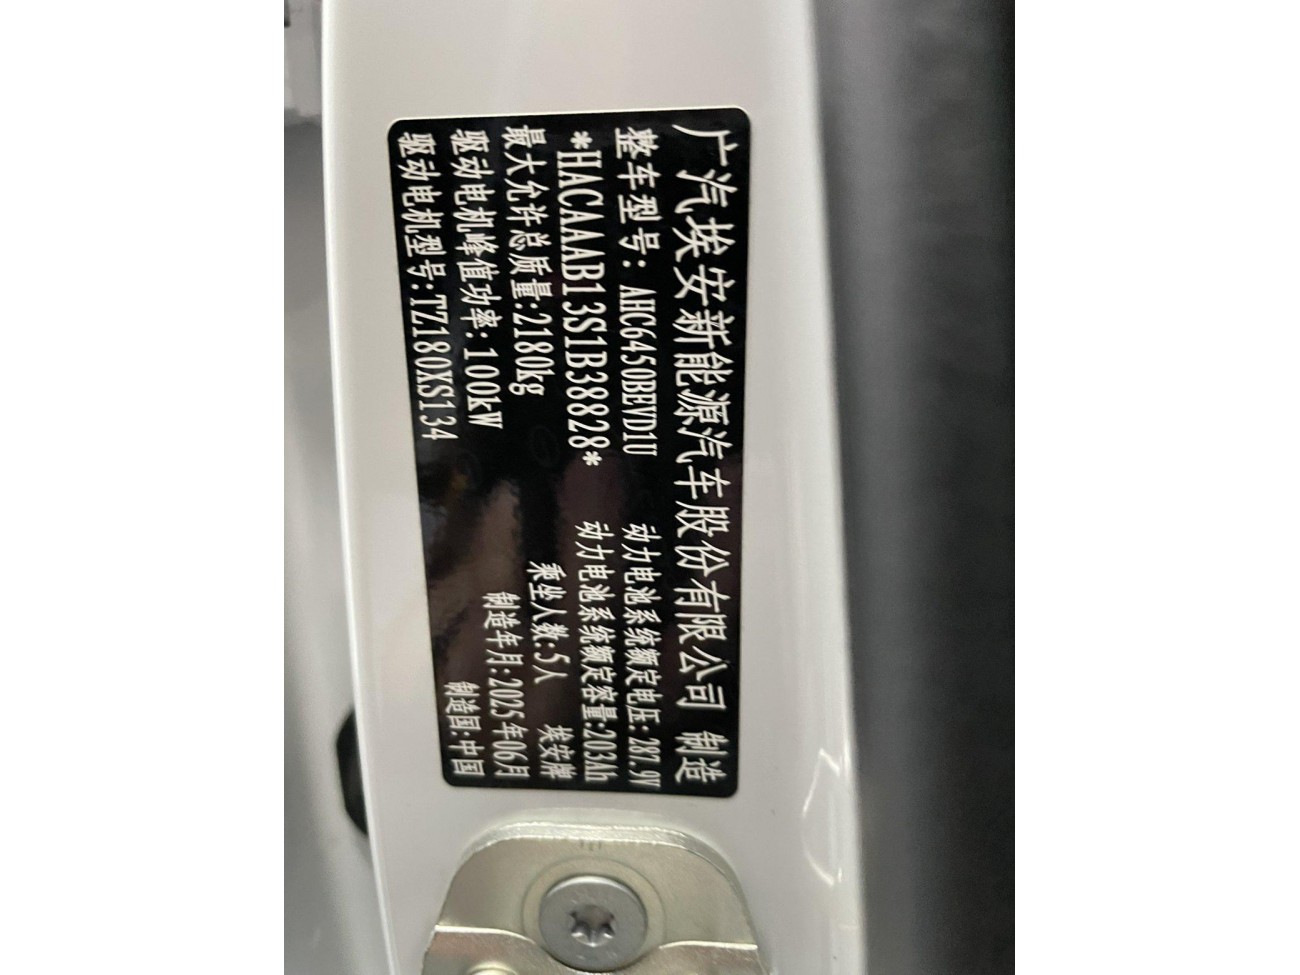 广汽埃安新能源汽车股份有限公司 制造
整车型号: AHC6450BEVD1U 动力电池系统额定电压: 287.9V
*HACAAAB13S1B38828* 动力电池系统额定容量:203Ah
最大允许总质量:2180kg 乘坐人数:5人 埃安牌
驱动电机峰值功率:100kW 制造年月:2025年06月
驱动电机型号:TZ180XS134 制造国:中国